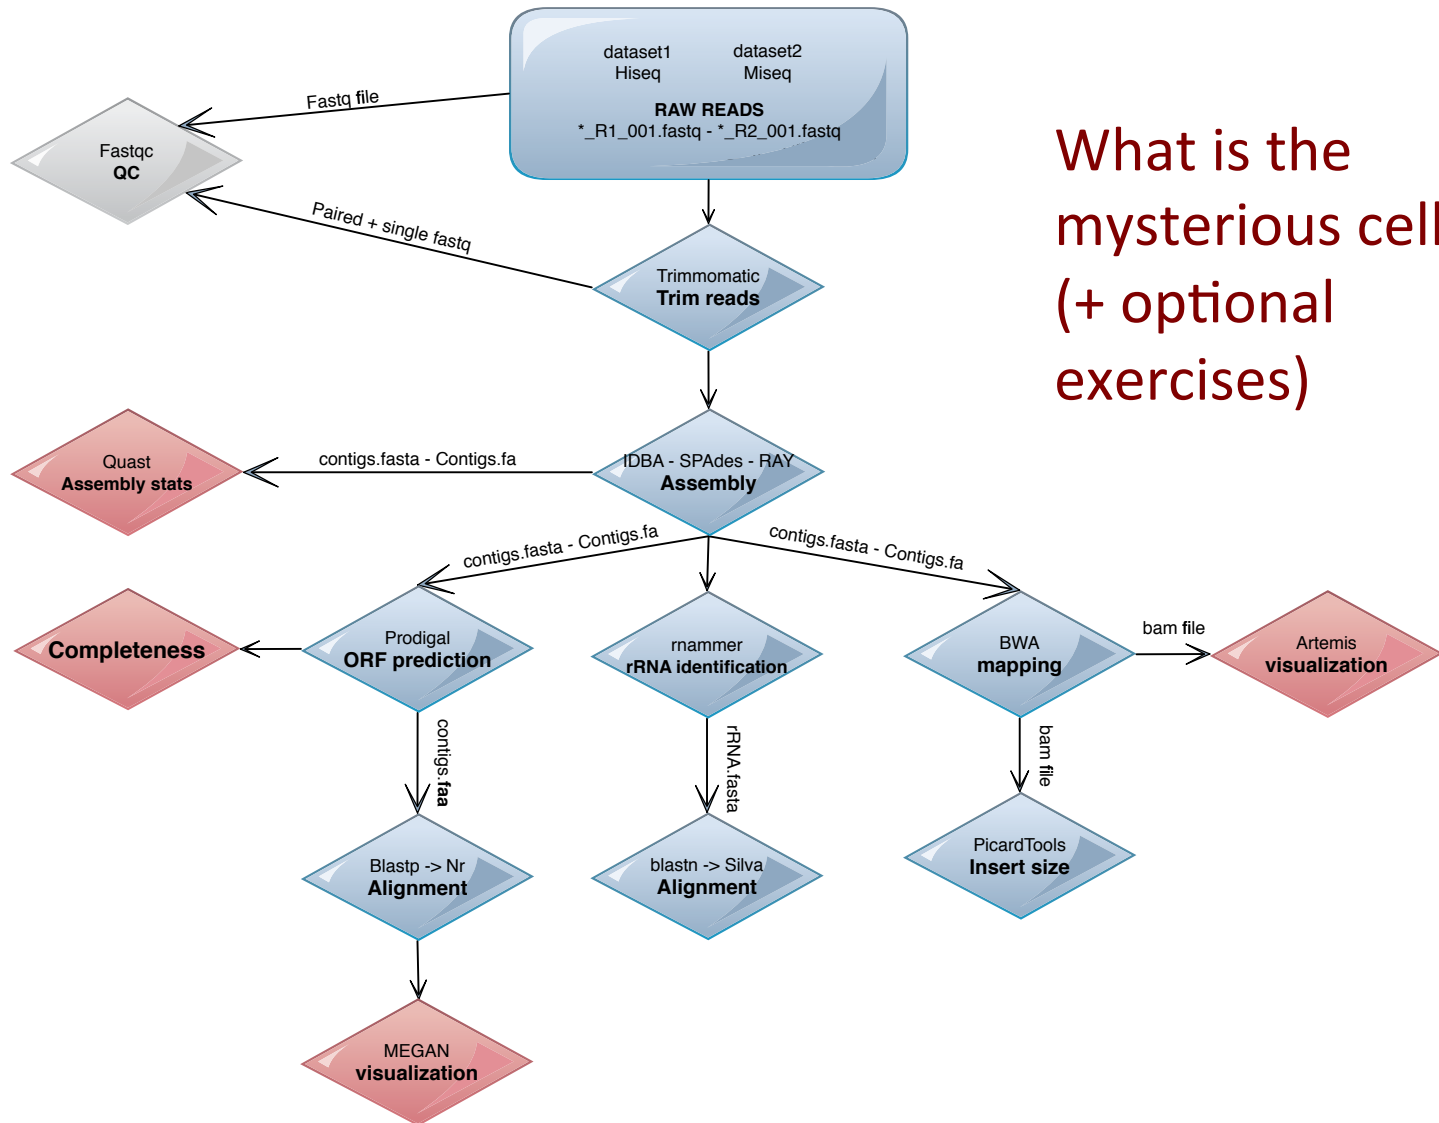 dataset1
Hiseq
dataset2
Miseq
RAW READS
*_R1_001.fastq - *_R2_001.fastq
Fastq file
Fastqc
QC
What is the
mysterious cell
(+ optional
exercises)
Paired + single fastq
Trimmomatic
Trim reads
Quast
Assembly stats
contigs.fasta - Contigs.fa
IDBA - SPAdes - RAY
Assembly
contigs.fasta - Contigs.fa
contigs.fasta - Contigs.fa
Completeness
Prodigal
ORF prediction
rnammer
rRNA identification
BWA
mapping
bam file
Artemis
visualization
contigs.faa
rRNA.fasta
bam file
Blastp -> Nr
Alignment
blastn -> Silva
Alignment
PicardTools
Insert size
MEGAN
visualization